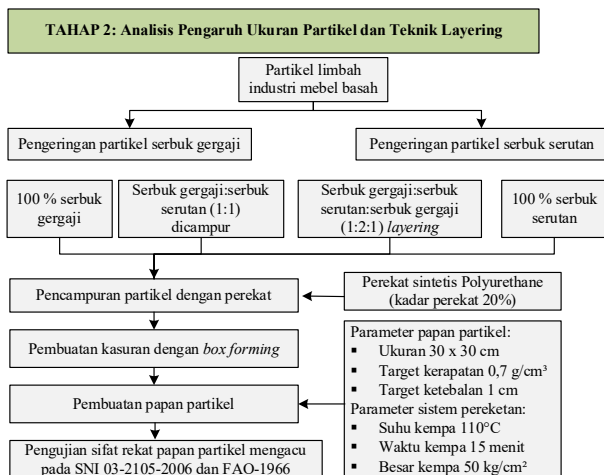 TAHAP 2: Analisis Pengaruh Ukuran Partikel dan Teknik Layering
Partikel limbah
industri mebel basah
Pengeringan partikel serbuk gergaji
Pengeringan partikel serbuk serutan
100 % serbuk
gergaji
Serbuk gergaji:serbuk
serutan (1:1)
dicampur
Serbuk gergaji:serbuk
serutan:serbuk gergaji
(1:2:1) layering
100 % serbuk
serutan
Pencampuran partikel dengan perekat
Perekat sintetis Polyurethane
(kadar perekat 20%)
Pembuatan kasuran dengan box forming
Pembuatan papan partikel
Parameter papan partikel:
▪ Ukuran 30 x 30 cm
▪ Target kerapatan 0,7 g/cm³
▪ Target ketebalan 1 cm
Parameter sistem pereketan:
▪ Suhu kempa 110°C
▪ Waktu kempa 15 menit
▪ Besar kempa 50 kg/cm²
Pengujian sifat rekat papan partikel mengacu
pada SNI 03-2105-2006 dan FAO-1966